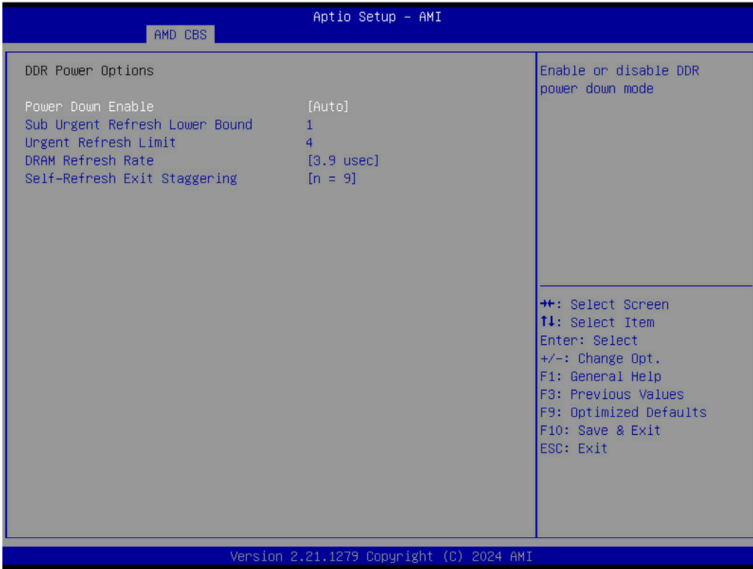 Aptio Setup - AMI
AMD CBS
DDR Power Options
Power Down Enable [Auto]
Sub Urgent Refresh Lower Bound 1
Urgent Refresh Limit 4
DRAM Refresh Rate [3.9 usec]
Self-Refresh Exit Staggering [n = 9]
Enable or disable DDR
power down mode
→←: Select Screen
↑↓: Select Item
Enter: Select
+/-: Change Opt.
F1: General Help
F3: Previous Values
F9: Optimized Defaults
F10: Save & Exit
ESC: Exit
Version 2.21.1279 Copyright (C) 2024 AMI